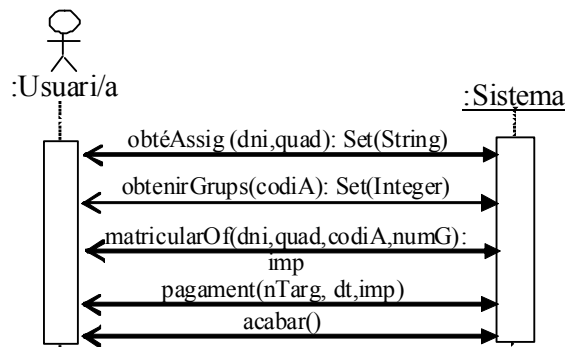 :Usuari/a
:Sistema
obtéAssig (dni,quad): Set(String)
obtenirGrups(codiA): Set(Integer)
matricularOf(dni,quad,codiA,numG):
imp
pagament(nTarg, dt,imp)
acabar()